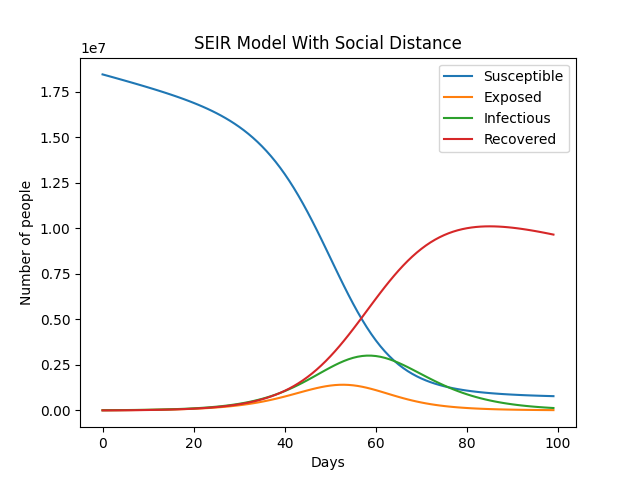 SEIR Model With Social Distance
1e7
Susceptible
Exposed
Infectious
Recovered
Number of people
1.75
1.50
1.25
1.00
0.75
0.50
0.25
0.00
0 20 40 60 80 100
Days